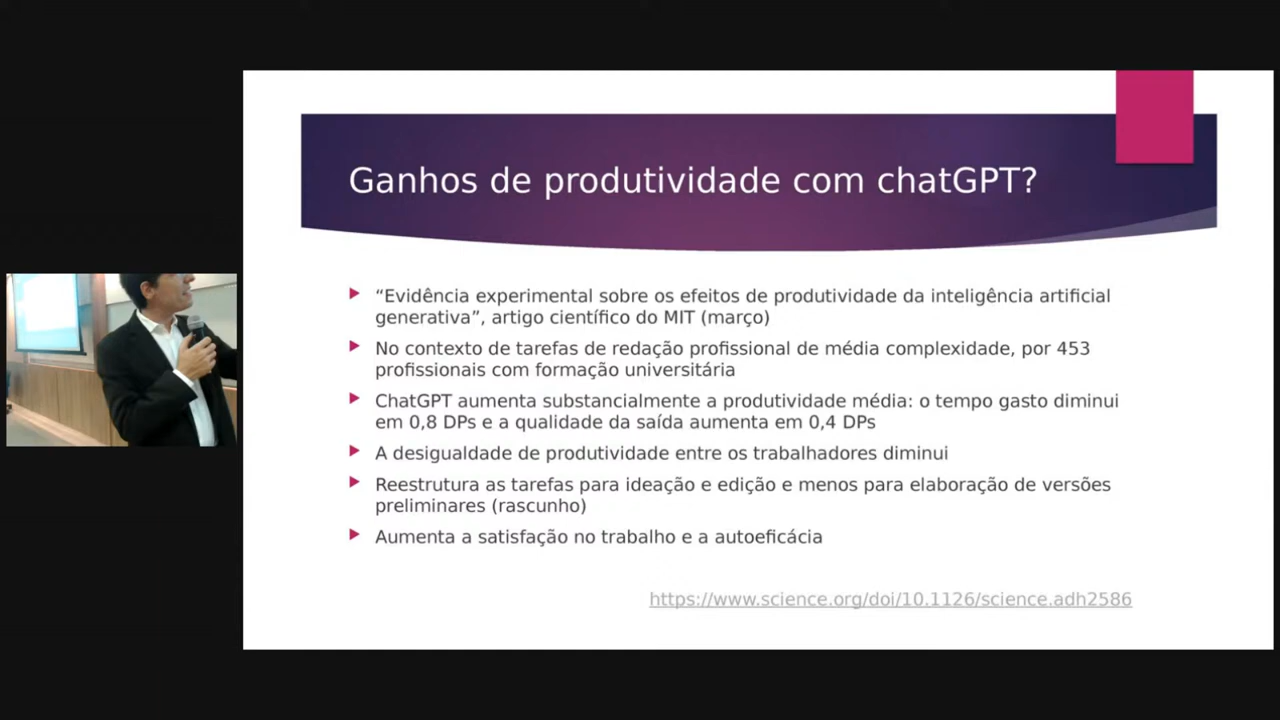 Ganhos de produtividade com chatGPT?
“Evidência experimental sobre os efeitos de produtividade da inteligência artificial
generativa”, artigo científico do MIT (março)
No contexto de tarefas de redação profissional de média complexidade, por 453
profissionais com formação universitária
ChatGPT aumenta substancialmente a produtividade média: o tempo gasto diminui
em 0,8 DPs e a qualidade da saída aumenta em 0,4 DPs
A desigualdade de produtividade entre os trabalhadores diminui
Reestrutura as tarefas para ideação e edição e menos para elaboração de versões
preliminares (rascunho)
Aumenta a satisfação no trabalho e a autoeficácia
https://www.science.org/doi/10.1126/science.adh2586